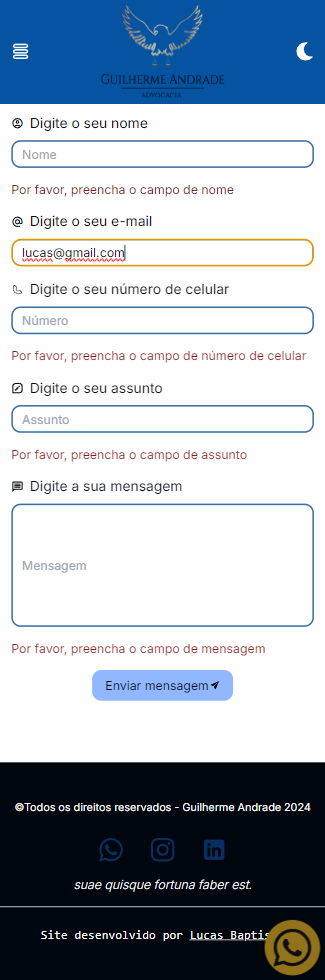 GUILHERME ANDRADE
ADVOCACIA
Digite o seu nome
Nome
Por favor, preencha o campo de nome
Digite o seu e-mail
lucas@gmail.com
Digite o seu número de celular
Número
Por favor, preencha o campo de número de celular
Digite o seu assunto
Assunto
Por favor, preencha o campo de assunto
Digite a sua mensagem
Mensagem
Por favor, preencha o campo de mensagem
Enviar mensagem
©Todos os direitos reservados - Guilherme Andrade 2024
suae quisque fortuna faber est.
Site desenvolvido por Lucas Baptis